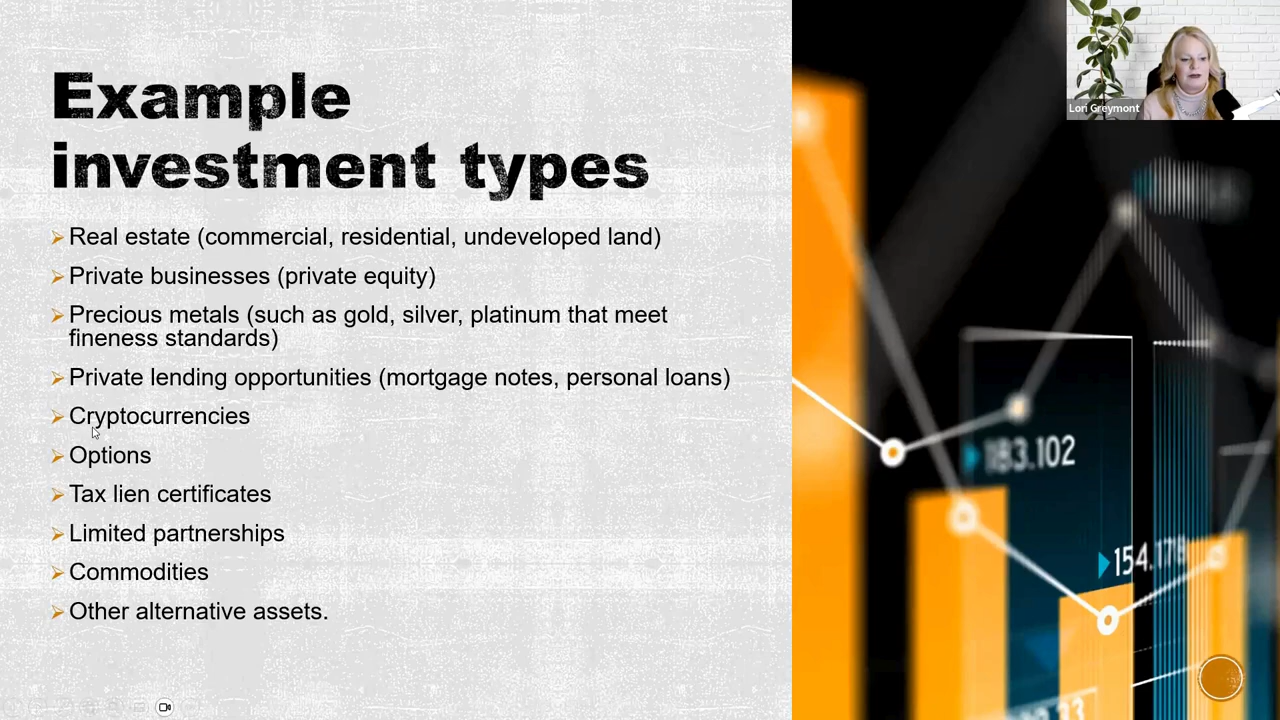 Example
investment types
Real estate (commercial, residential, undeveloped land)
Private businesses (private equity)
Precious metals (such as gold, silver, platinum that meet
fineness standards)
Private lending opportunities (mortgage notes, personal loans)
Cryptocurrencies
Options
Tax lien certificates
Limited partnerships
Commodities
Other alternative assets.
Lori Greymont
183.102
154.178